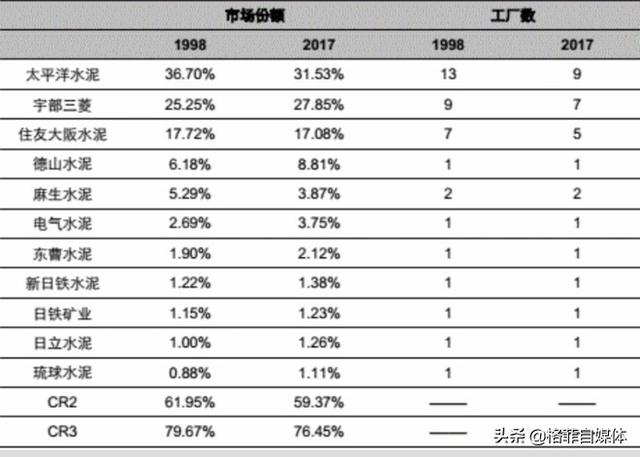 市场份额 工厂数
1998 2017 1998 2017
太平洋水泥 36.70% 31.53% 13 9
宇部三菱 25.25% 27.85% 9 7
住友大阪水泥 17.72% 17.08% 7 5
德山水泥 6.18% 8.81% 1 1
麻生水泥 5.29% 3.87% 2 2
电气水泥 2.69% 3.75% 1 1
东曹水泥 1.90% 2.12% 1 1
新日铁水泥 1.22% 1.38% 1 1
日铁矿业 1.15% 1.23% 1 1
日立水泥 1.00% 1.26% 1 1
琉球水泥 0.88% 1.11% 1 1
CR2 61.95% 59.37% —— ——
CR3 79.67% 76.45% ——
头条 @格菲自媒体